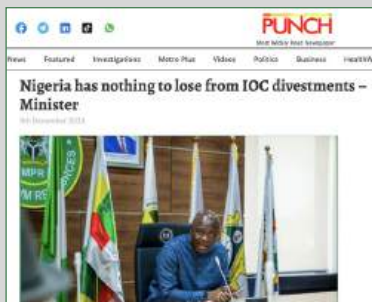 PUNCH
Most Widely Read Newspaper
News Featured Investigations Metro Plus Videos Politics Business
Nigeria has nothing to lose from IOC divestments –
Minister
MPR